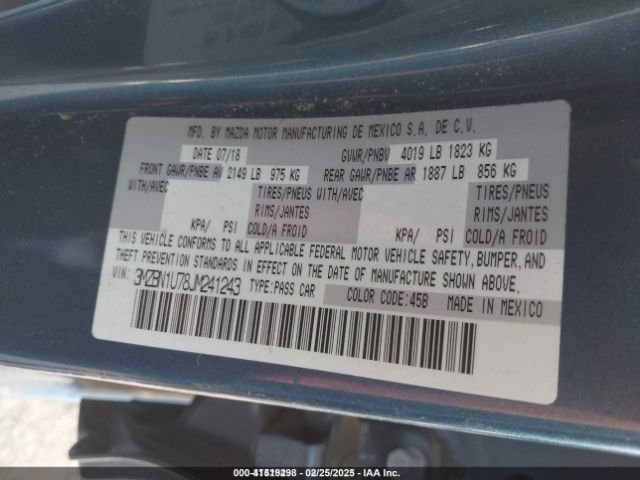 MFD. BY MAZDA MOTOR MANUFACTURING DE MEXICO S.A. DE C.V.
DATE 07/18 GVWR/PNBV 4019 LB 1823 KG
FRONT GAWR/PNBE AV 2149 LB 975 KG REAR GAWR/PNBE AR 1887 LB 856 KG
WITH/AVEC TIRES/PNEUS WITH/AVEC TIRES/PNEUS
RIMS/JANTES RIMS/JANTES
KPA/ PSI COLD/A FROID KPA/ PSI COLD/A FROID
THIS VEHICLE CONFORMS TO ALL APPLICABLE FEDERAL MOTOR VEHICLE SAFETY, BUMPER, AND
THEFT PREVENTION STANDARDS IN EFFECT ON THE DATE OF MANUFACTURE SHOWN ABOVE.
VIN: 3MZBN1U78JM241243 TYPE:PASS CAR COLOR CODE:45B MADE IN MEXICO
02/25/2025 - IAA Inc.